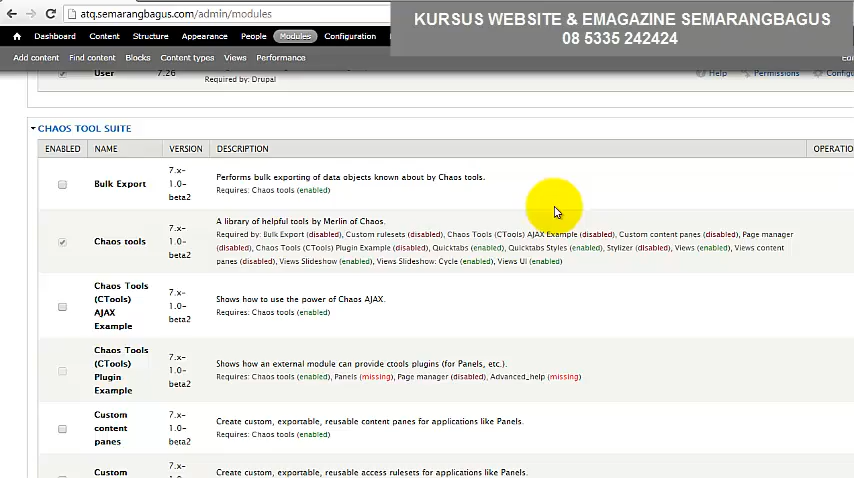 atq.semarangbagus.com/admin/modules
KURSUS WEBSITE & EMAGAZINE SEMARANGBAGUS
08 5335 242424
Dashboard Content Structure Appearance People Modules Configuration
Add content Find content Blocks Content types Views Performance
User 7.26 Required by: Drupal Help Permissions
CHAOS TOOL SUITE
ENABLED NAME VERSION DESCRIPTION
Bulk Export
7.x-
1.0-
beta2
Performs bulk exporting of data objects known about by Chaos tools.
Requires: Chaos tools (enabled)
Chaos tools
7.x-
1.0-
beta2
A library of helpful tools by Merlin of Chaos.
Required by: Bulk Export (disabled), Custom rulesets (disabled), Chaos Tools (CTools) AJAX Example (disabled), Custom content panes (disabled), Page manager
(disabled), Chaos Tools (CTools) Plugin Example (disabled), Quicktabs (enabled), Quicktabs Styles (enabled), Stylizer (disabled), Views (enabled), Views content
panes (disabled), Views Slideshow (enabled), Views Slideshow: Cycle (enabled), Views UI (enabled)
Chaos Tools
(CTools)
AJAX
Example
7.x-
1.0-
beta2
Shows how to use the power of Chaos AJAX.
Requires: Chaos tools (enabled)
Chaos Tools
(CTools)
Plugin
Example
7.x-
1.0-
beta2
Shows how an external module can provide ctools plugins (for Panels, etc.).
Requires: Chaos tools (enabled), Panels (missing), Page manager (disabled), Advanced_help (missing)
Custom
content
panes
7.x-
1.0-
beta2
Create custom, exportable, reusable content panes for applications like Panels.
Requires: Chaos tools (enabled)
Custom
7.x-
1.0-
Create custom, exportable, reusable access rulesets for applications like Panels.